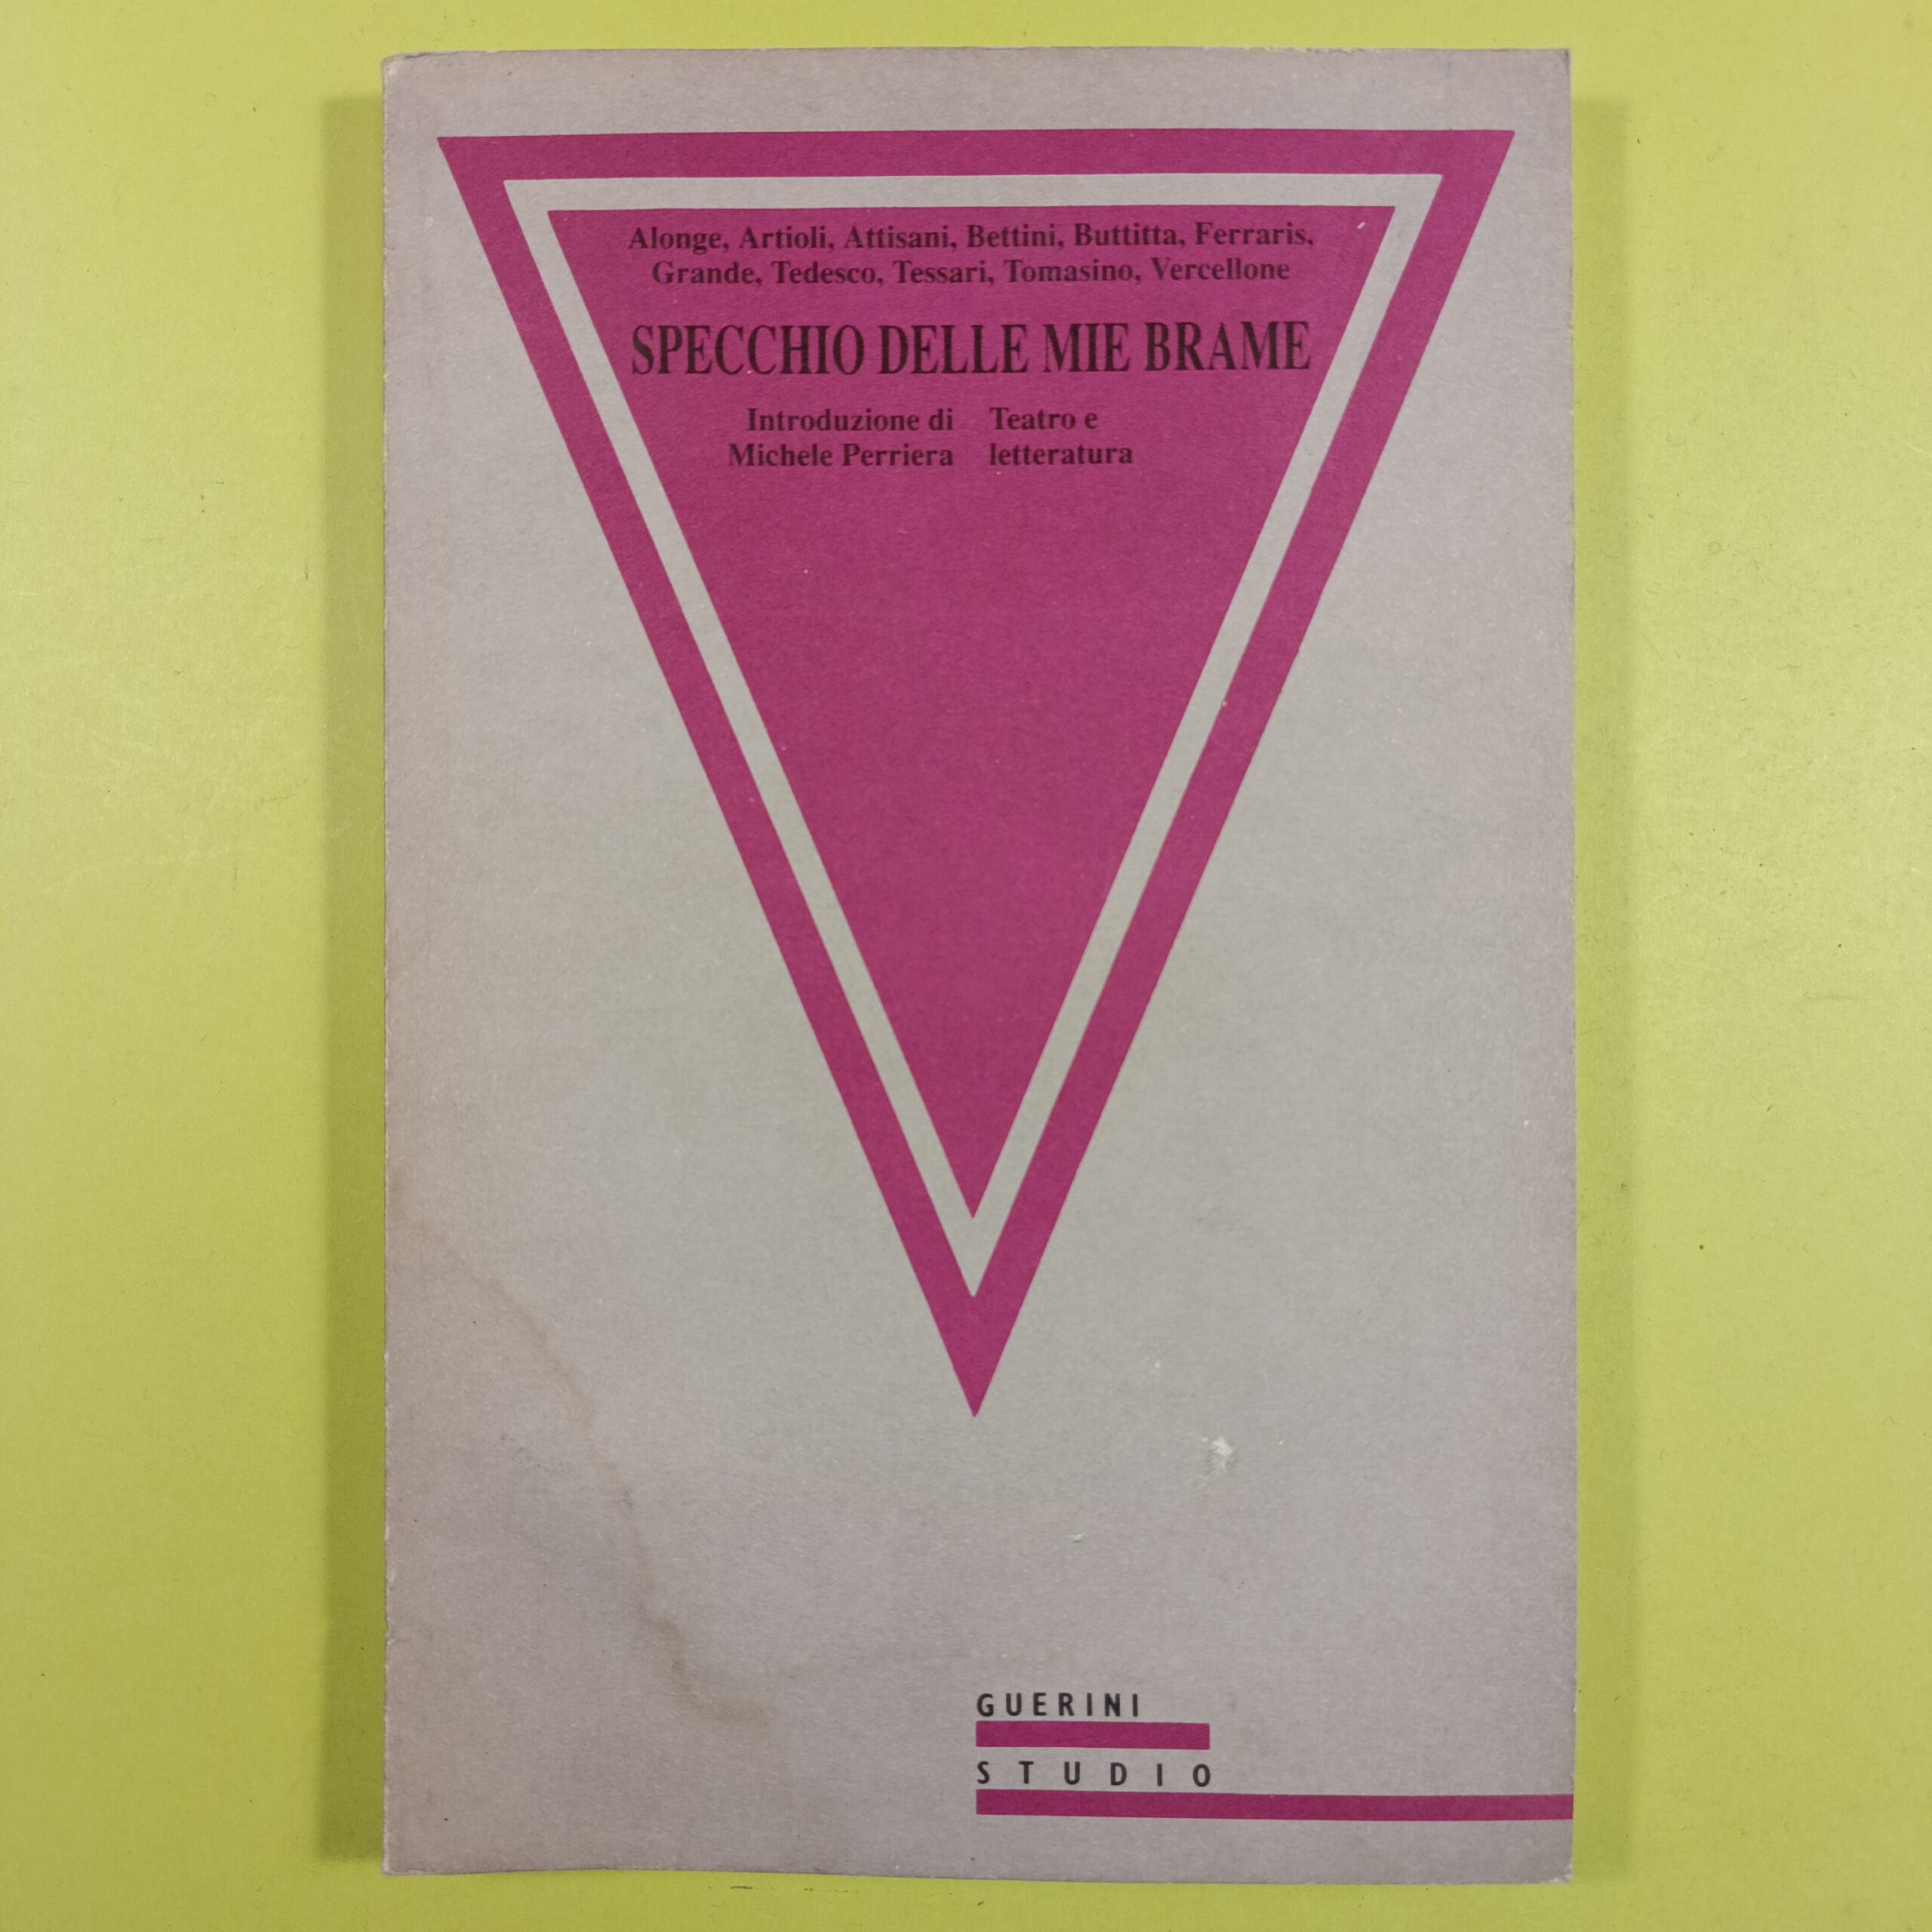 Alonge, Artioli, Attisani, Bettini, Buttitta, Ferraris,
Grande, Tedesco, Tessari, Tomasino, Vercellone
SPECCHIO DELLE MIE BRAME
Introduzione di
Michele Perriera
Teatro e
letteratura
GUERINI
STUDIO